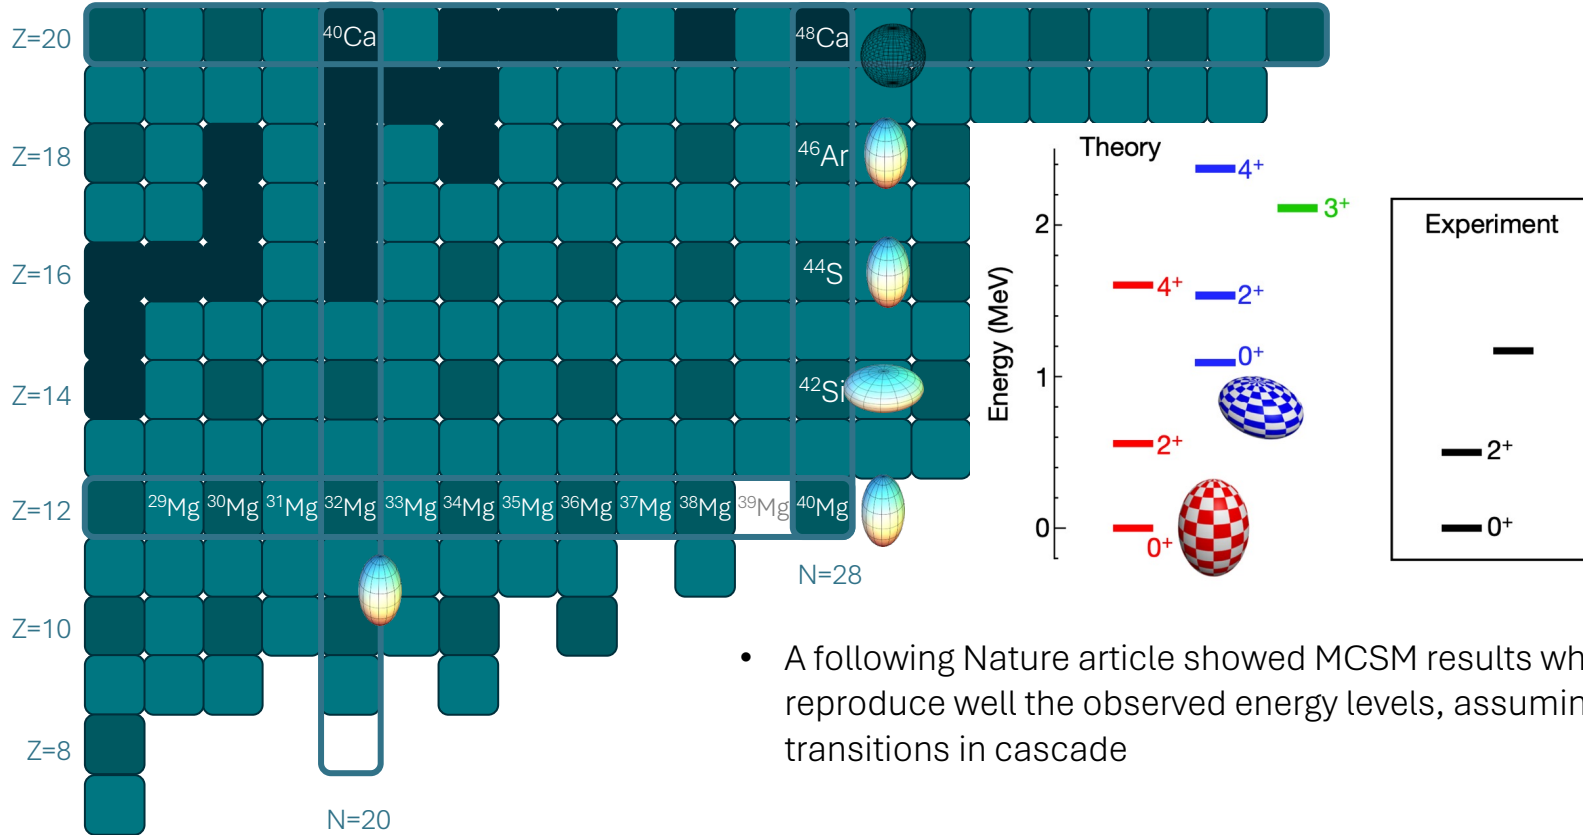 Z=20
⁴⁰Ca
⁴⁸Ca
Z=18
⁴⁶Ar
Z=16
⁴⁴S
Z=14
⁴²Si
Z=12
²⁹Mg ³⁰Mg ³¹Mg ³²Mg ³³Mg ³⁴Mg ³⁵Mg ³⁶Mg ³⁷Mg ³⁸Mg ³⁹Mg ⁴⁰Mg
N=28
Z=10
Z=8
N=20
Theory
4⁺
3⁺
2
4⁺
2⁺
0⁺
1
2⁺
0
0⁺
Energy (MeV)
Experiment
2⁺
0⁺
• A following Nature article showed MCSM results
reproduce well the observed energy levels,
transitions in cascade